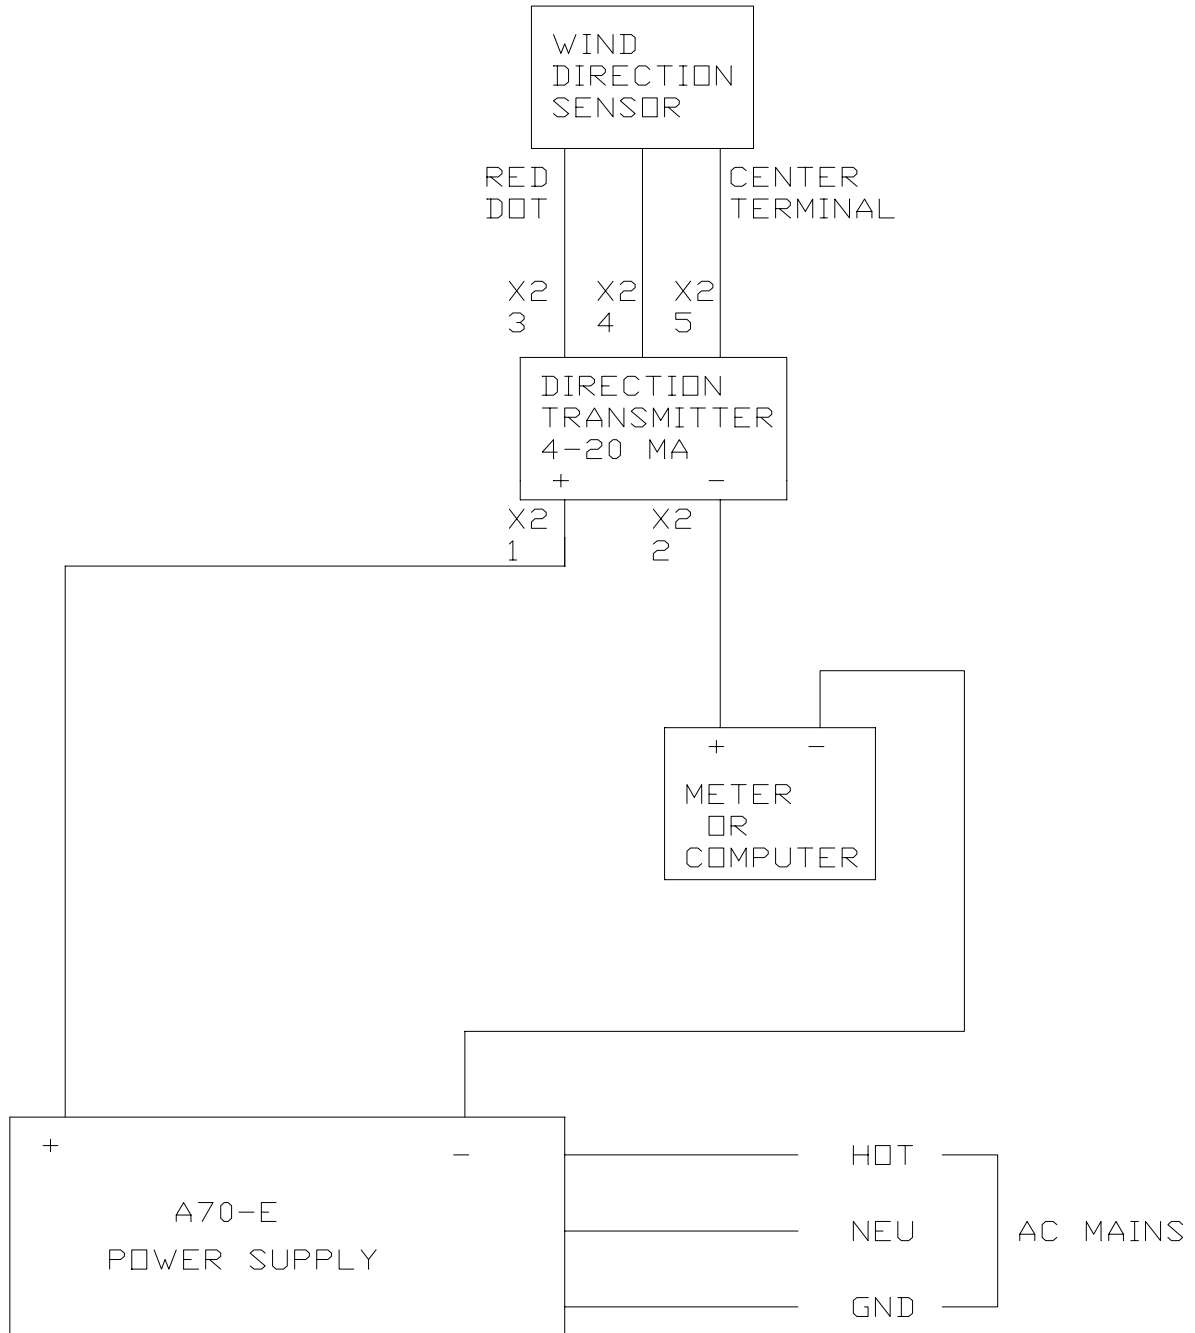 WIND
DIRECTION
SENSOR
RED
DOT
CENTER
TERMINAL
X2
3
X2
4
X2
5
DIRECTION
TRANSMITTER
4-20 MA
+
-
X2
1
X2
2
+
-
METER
OR
COMPUTER
+
-
A70-E
POWER SUPPLY
HOT
NEU
GND
AC MAINS